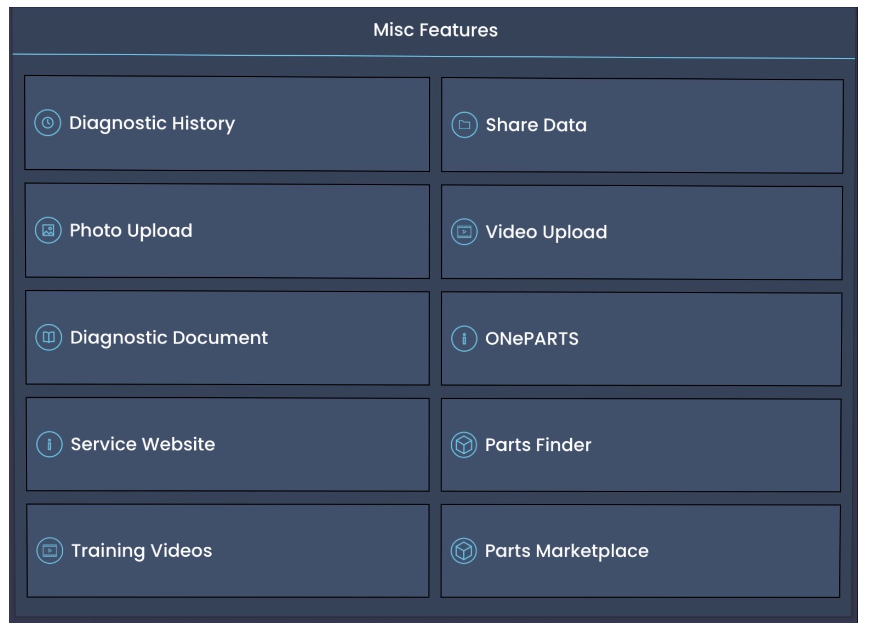 Misc Features
Diagnostic History
Share Data
Photo Upload
Video Upload
Diagnostic Document
ONePARTS
Service Website
Parts Finder
Training Videos
Parts Marketplace